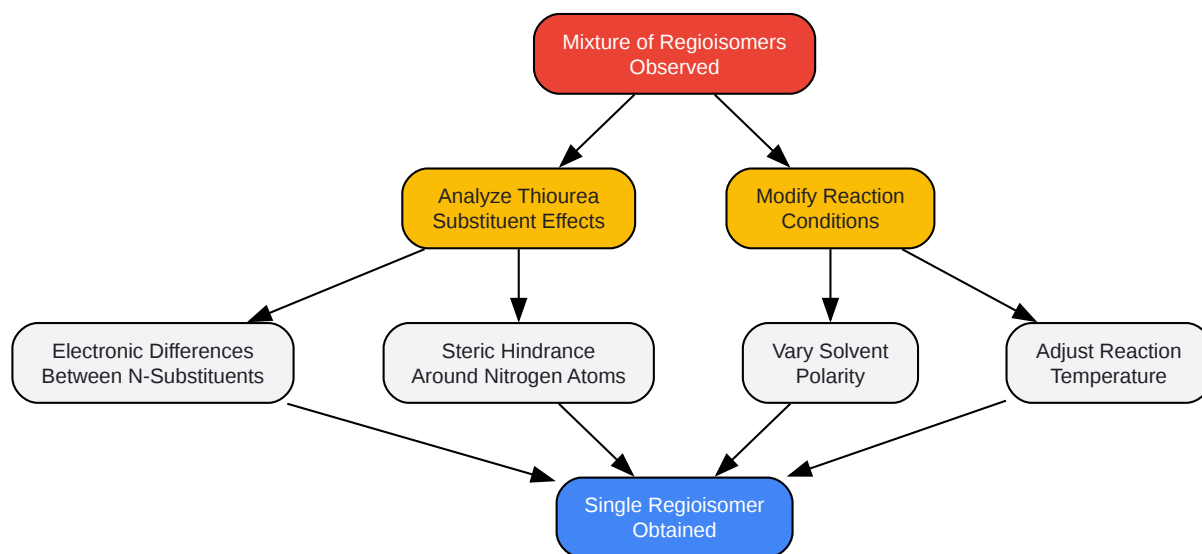 Mixture of Regioisomers
Observed
Analyze Thiourea
Substituent Effects
Modify Reaction
Conditions
Electronic Differences
Between N-Substituents
Steric Hindrance
Around Nitrogen Atoms
Vary Solvent
Polarity
Adjust Reaction
Temperature
Single Regioisomer
Obtained